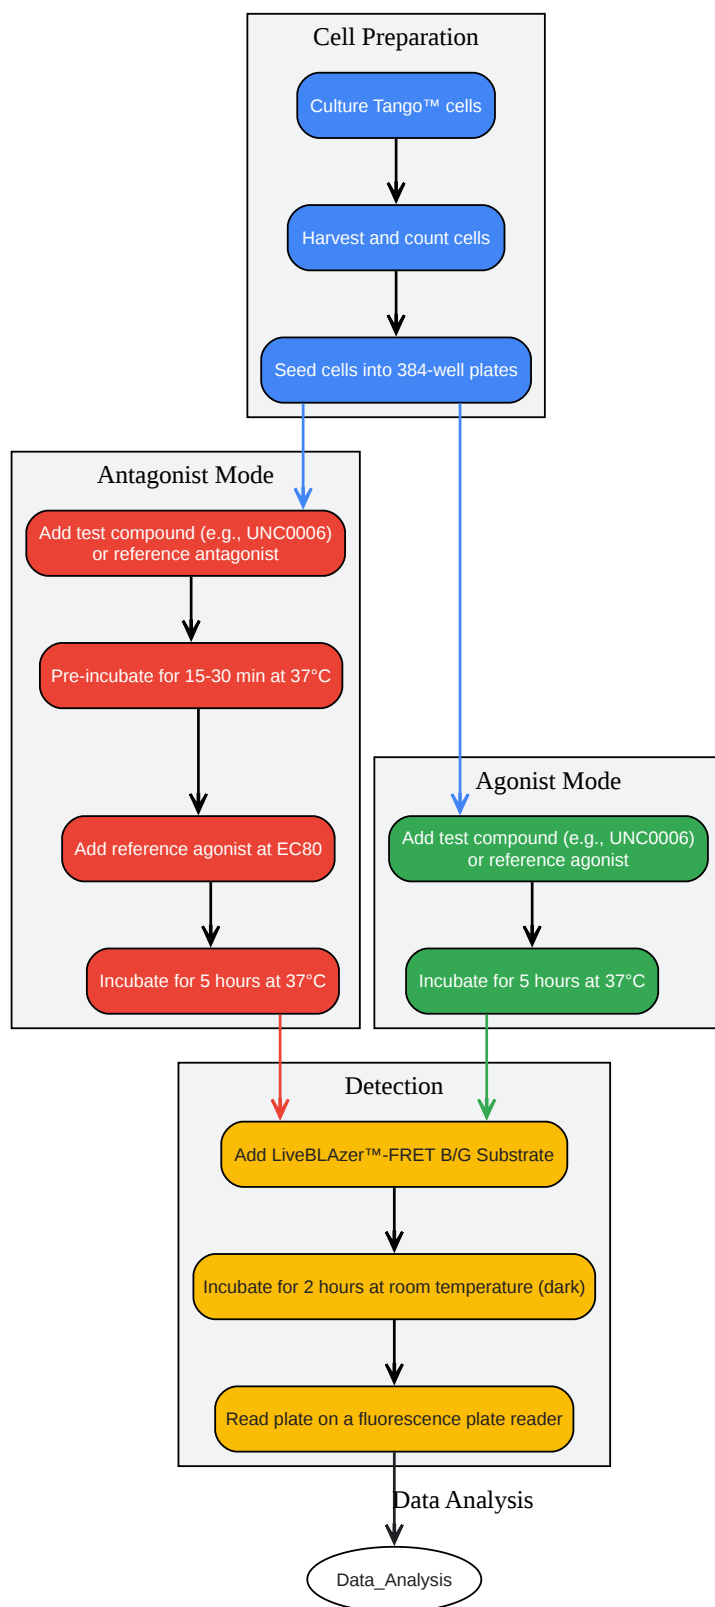 Cell Preparation
Culture Tango™ cells
Harvest and count cells
Seed cells into 384-well plates
Antagonist Mode
Add test compound (e.g., UNC0006)
or reference antagonist
Pre-incubate for 15-30 min at 37°C
Add reference agonist at EC80
Incubate for 5 hours at 37°C
Agonist Mode
Add test compound (e.g., UNC0006)
or reference agonist
Incubate for 5 hours at 37°C
Detection
Add LiveBLAzer™-FRET B/G Substrate
Incubate for 2 hours at room temperature (dark)
Read plate on a fluorescence plate reader
Data Analysis
Data_Analysis